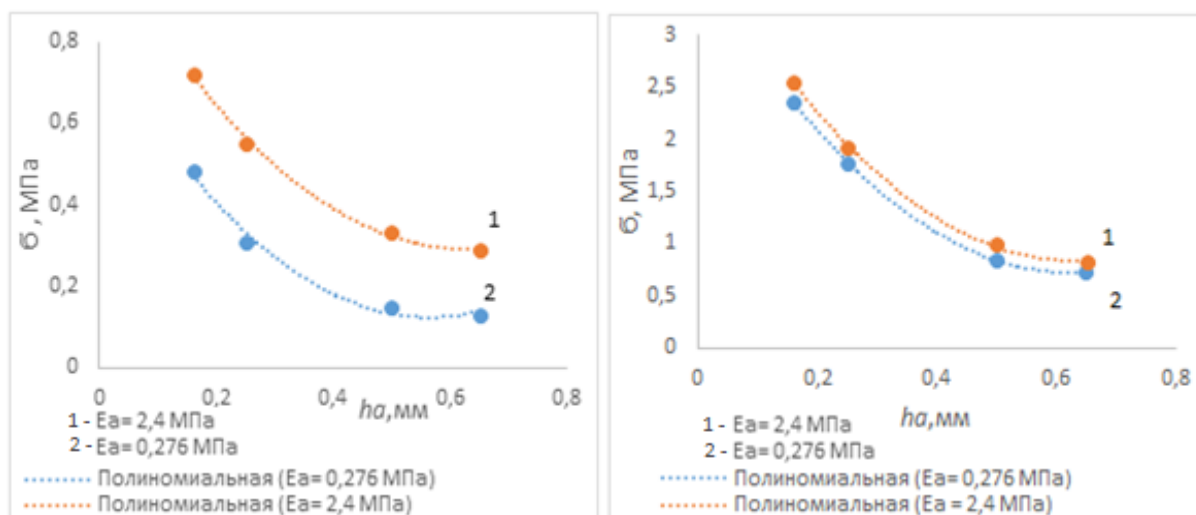 0,8
0,6
0,4
0,2
0
б, МПа
0
0,2
0,4
0,6
0,8
ha,мм
1
2
1 - Ea= 2,4 МПа
2 - Ea= 0,276 МПа
Полиномиальная (Ea= 0,276 МПа)
Полиномиальная (Ea= 2,4 МПа)
3
2,5
2
1,5
1
0,5
0
б, МПа
0
0,2
0,4
0,6
0,8
ha,мм
1
2
1 - Ea= 2,4 МПа
2 - Ea= 0,276 МПа
Полиномиальная (Ea= 0,276 МПа)
Полиномиальная (Ea = 2,4 МПа)